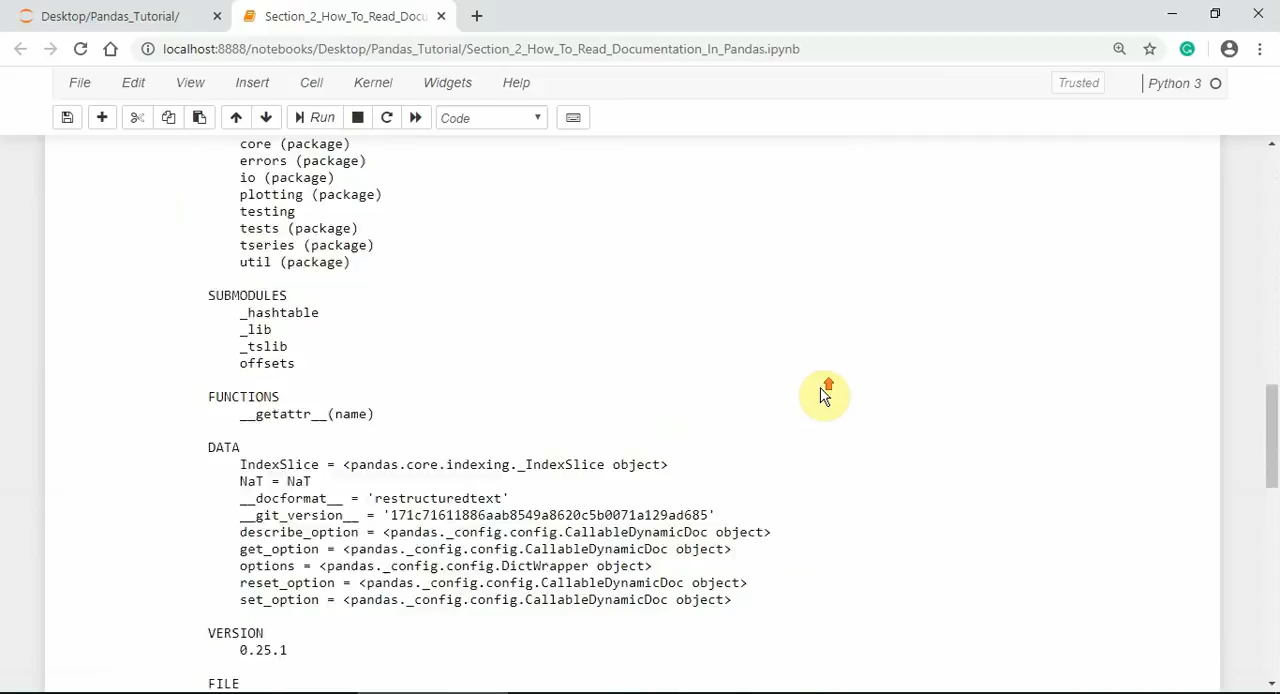 Desktop/Pandas_Tutorial/
Section_2_How_To_Read_Docu
localhost:8888/notebooks/Desktop/Pandas_Tutorial/Section_2_How_To_Read_Documentation_In_Pandas.ipynb
File Edit View Insert Cell Kernel Widgets Help Trusted Python 3
Run Code
core (package)
errors (package)
io (package)
plotting (package)
testing
tests (package)
tseries (package)
util (package)
SUBMODULES
_hashtable
_lib
_tslib
offsets
FUNCTIONS
__getattr__(name)
DATA
IndexSlice = <pandas.core.indexing._IndexSlice object>
NaT = NaT
__docformat__ = 'restructuredtext'
__git_version__ = '171c71611886aab8549a8620c5b0071a129ad685'
describe_option = <pandas._config.config.CallableDynamicDoc object>
get_option = <pandas._config.config.CallableDynamicDoc object>
options = <pandas._config.config.DictWrapper object>
reset_option = <pandas._config.config.CallableDynamicDoc object>
set_option = <pandas._config.config.CallableDynamicDoc object>
VERSION
0.25.1
FILE